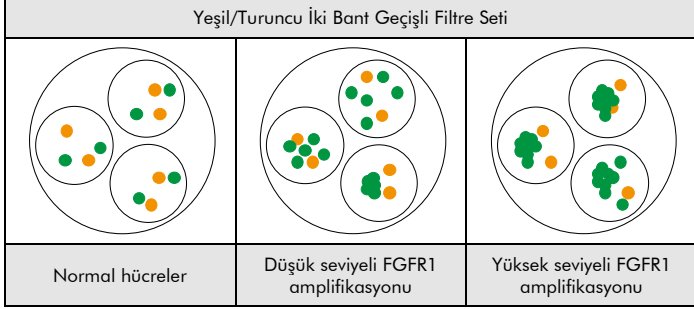 Yeşil/Turuncu İki Bant Geçişli Filtre Seti
Normal hücreler
Düşük seviyeli FGFR1
amplifikasyonu
Yüksek seviyeli FGFR1
amplifikasyonu